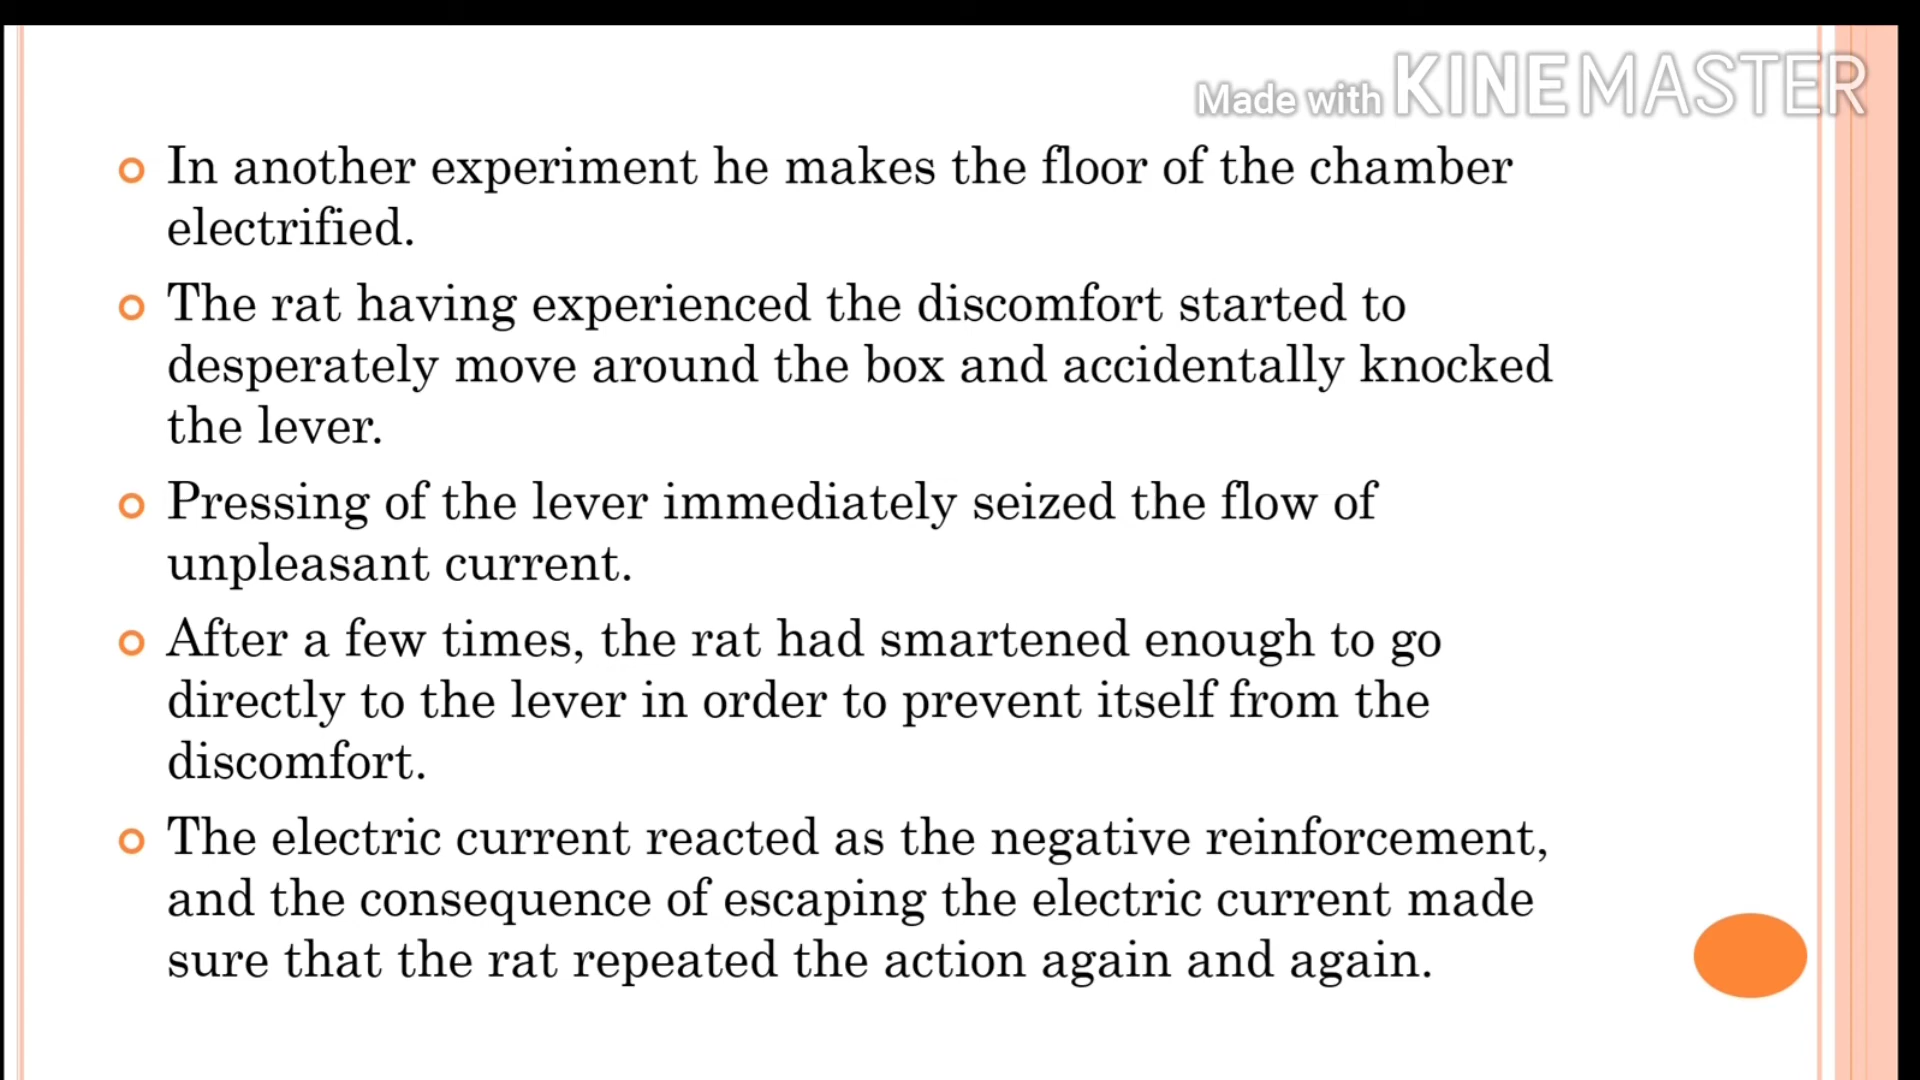 Made with KINEMASTER
In another experiment he makes the floor of the chamber
electrified.
The rat having experienced the discomfort started to
desperately move around the box and accidentally knocked
the lever.
Pressing of the lever immediately seized the flow of
unpleasant current.
After a few times, the rat had smartened enough to go
directly to the lever in order to prevent itself from the
discomfort.
The electric current reacted as the negative reinforcement,
and the consequence of escaping the electric current made
sure that the rat repeated the action again and again.